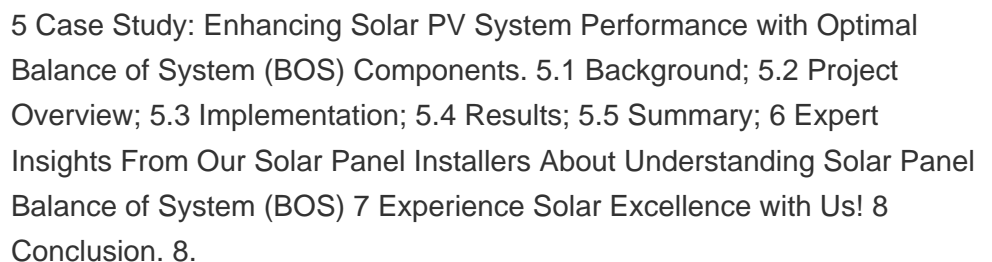 5 Case Study: Enhancing Solar PV System Performance with Optimal
Balance of System (BOS) Components. 5.1 Background; 5.2 Project
Overview; 5.3 Implementation; 5.4 Results; 5.5 Summary; 6 Expert
Insights From Our Solar Panel Installers About Understanding Solar Panel
Balance of System (BOS) 7 Experience Solar Excellence with Us! 8
Conclusion. 8.